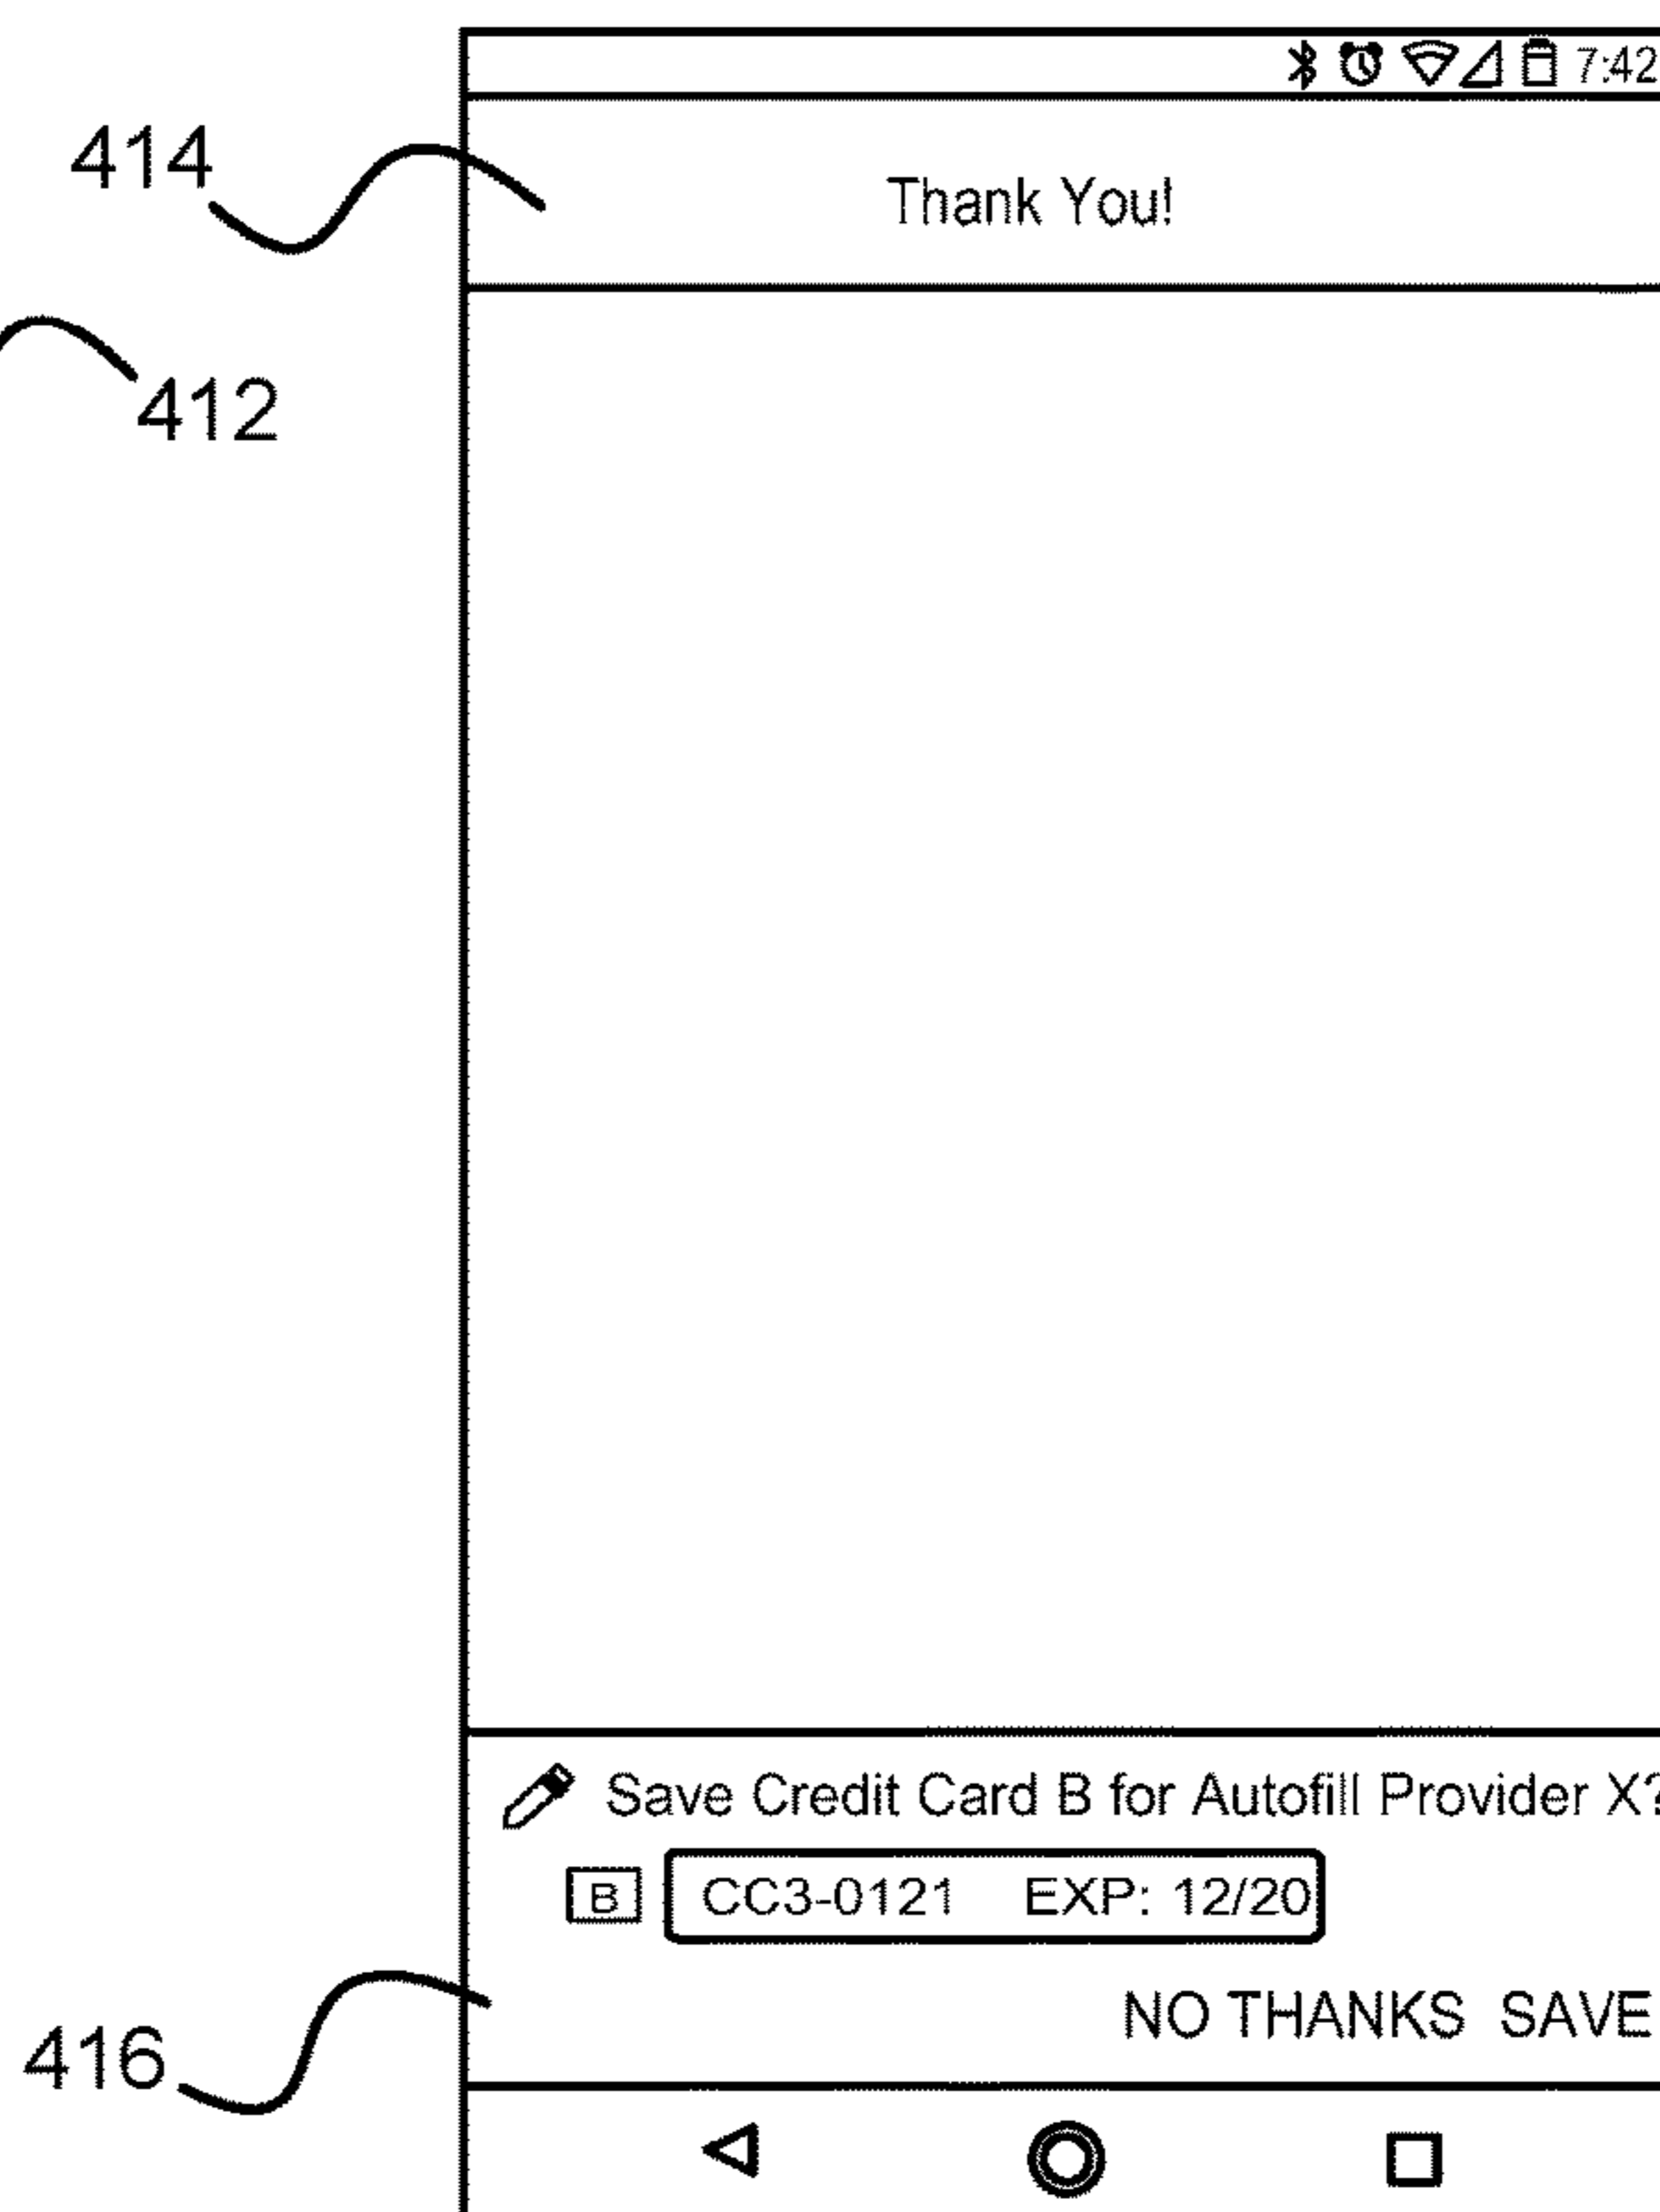 7:42
414
Thank You!
412
Save Credit Card B for Autofill Provider X?
B CC3-0121 EXP: 12/20
NO THANKS SAVE
416